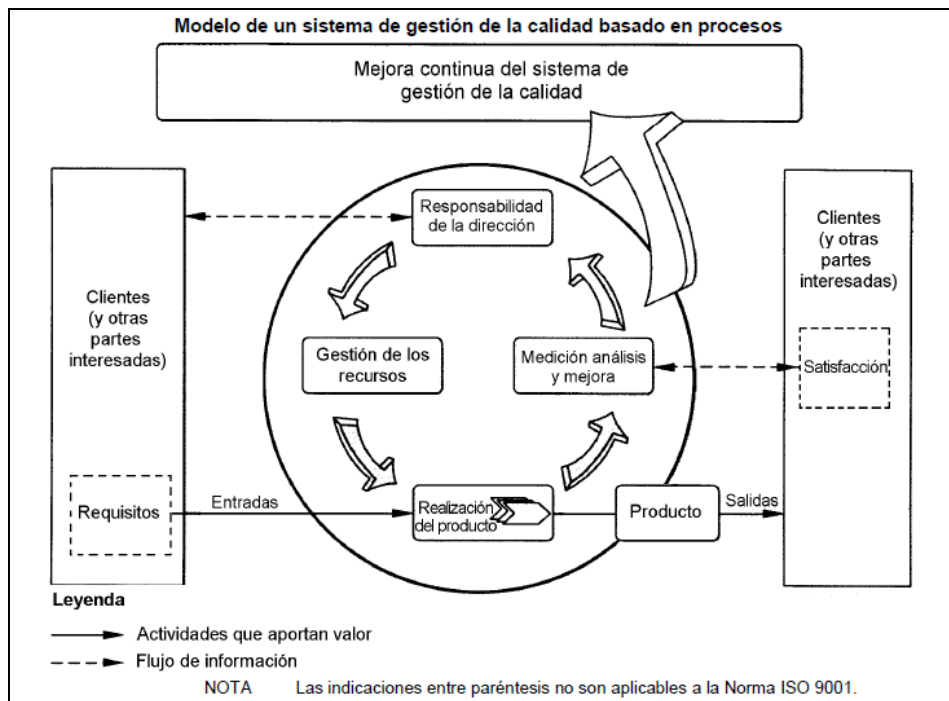 Modelo de un sistema de gestión de la calidad basado en procesos
Mejora continua del sistema de
gestión de la calidad
Responsabilidad
de la dirección
Clientes
(y otras
partes
interesadas)
Clientes
(y otras
partes
interesadas)
Gestión de los
recursos
Medición análisis
y mejora
Satisfacción
Requisitos
Entradas
Realización
del producto
Producto
Salidas
Leyenda
Actividades que aportan valor
Flujo de información
NOTA Las indicaciones entre paréntesis no son aplicables a la Norma ISO 9001.